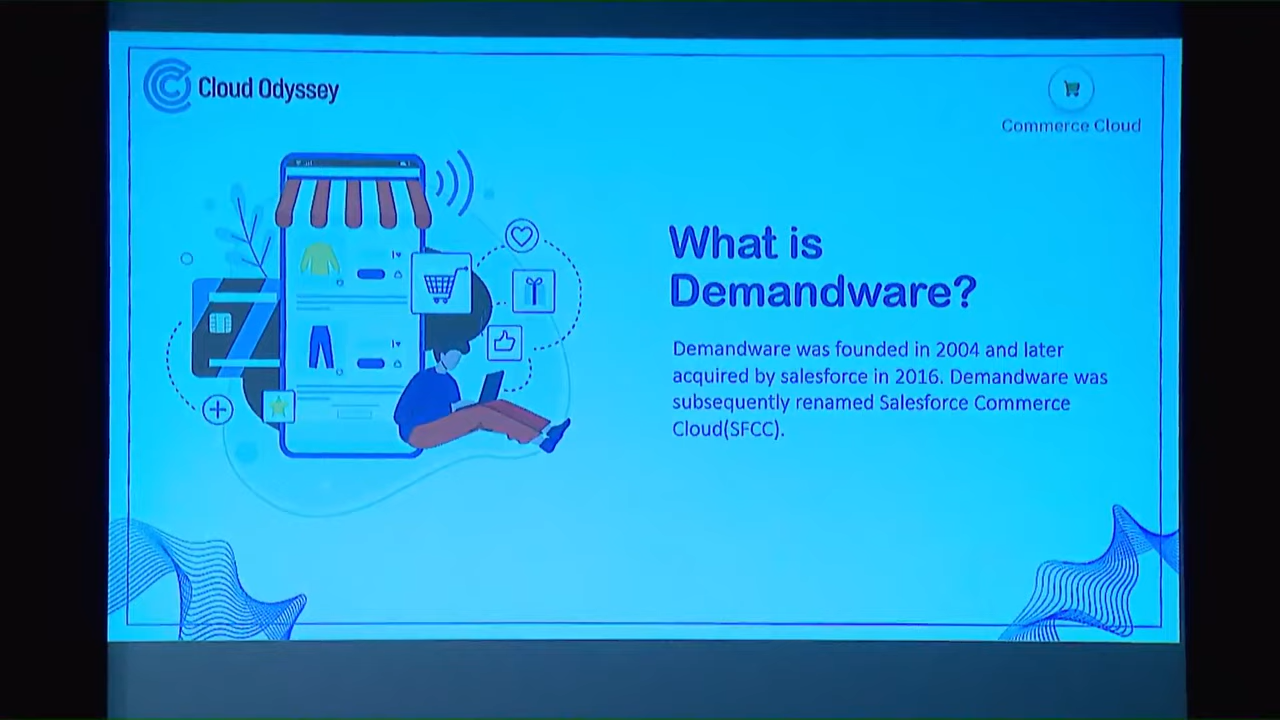 Cloud Odyssey
Commerce Cloud
What is
Demandware?
Demandware was founded in 2004 and later
acquired by salesforce in 2016. Demandware was
subsequently renamed Salesforce Commerce
Cloud(SFCC).